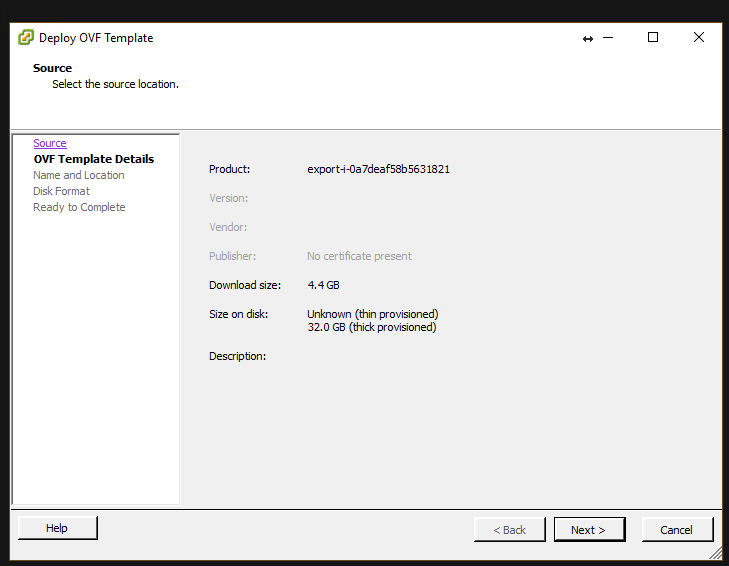 Deploy OVF Template
Source
Select the source location.
Source
OVF Template Details
Name and Location
Disk Format
Ready to Complete
Product: export-i-0a7deaf58b5631821
Version:
Vendor:
Publisher: No certificate present
Download size: 4.4 GB
Size on disk: Unknown (thin provisioned)
32.0 GB (thick provisioned)
Description:
Help
< Back
Next >
Cancel